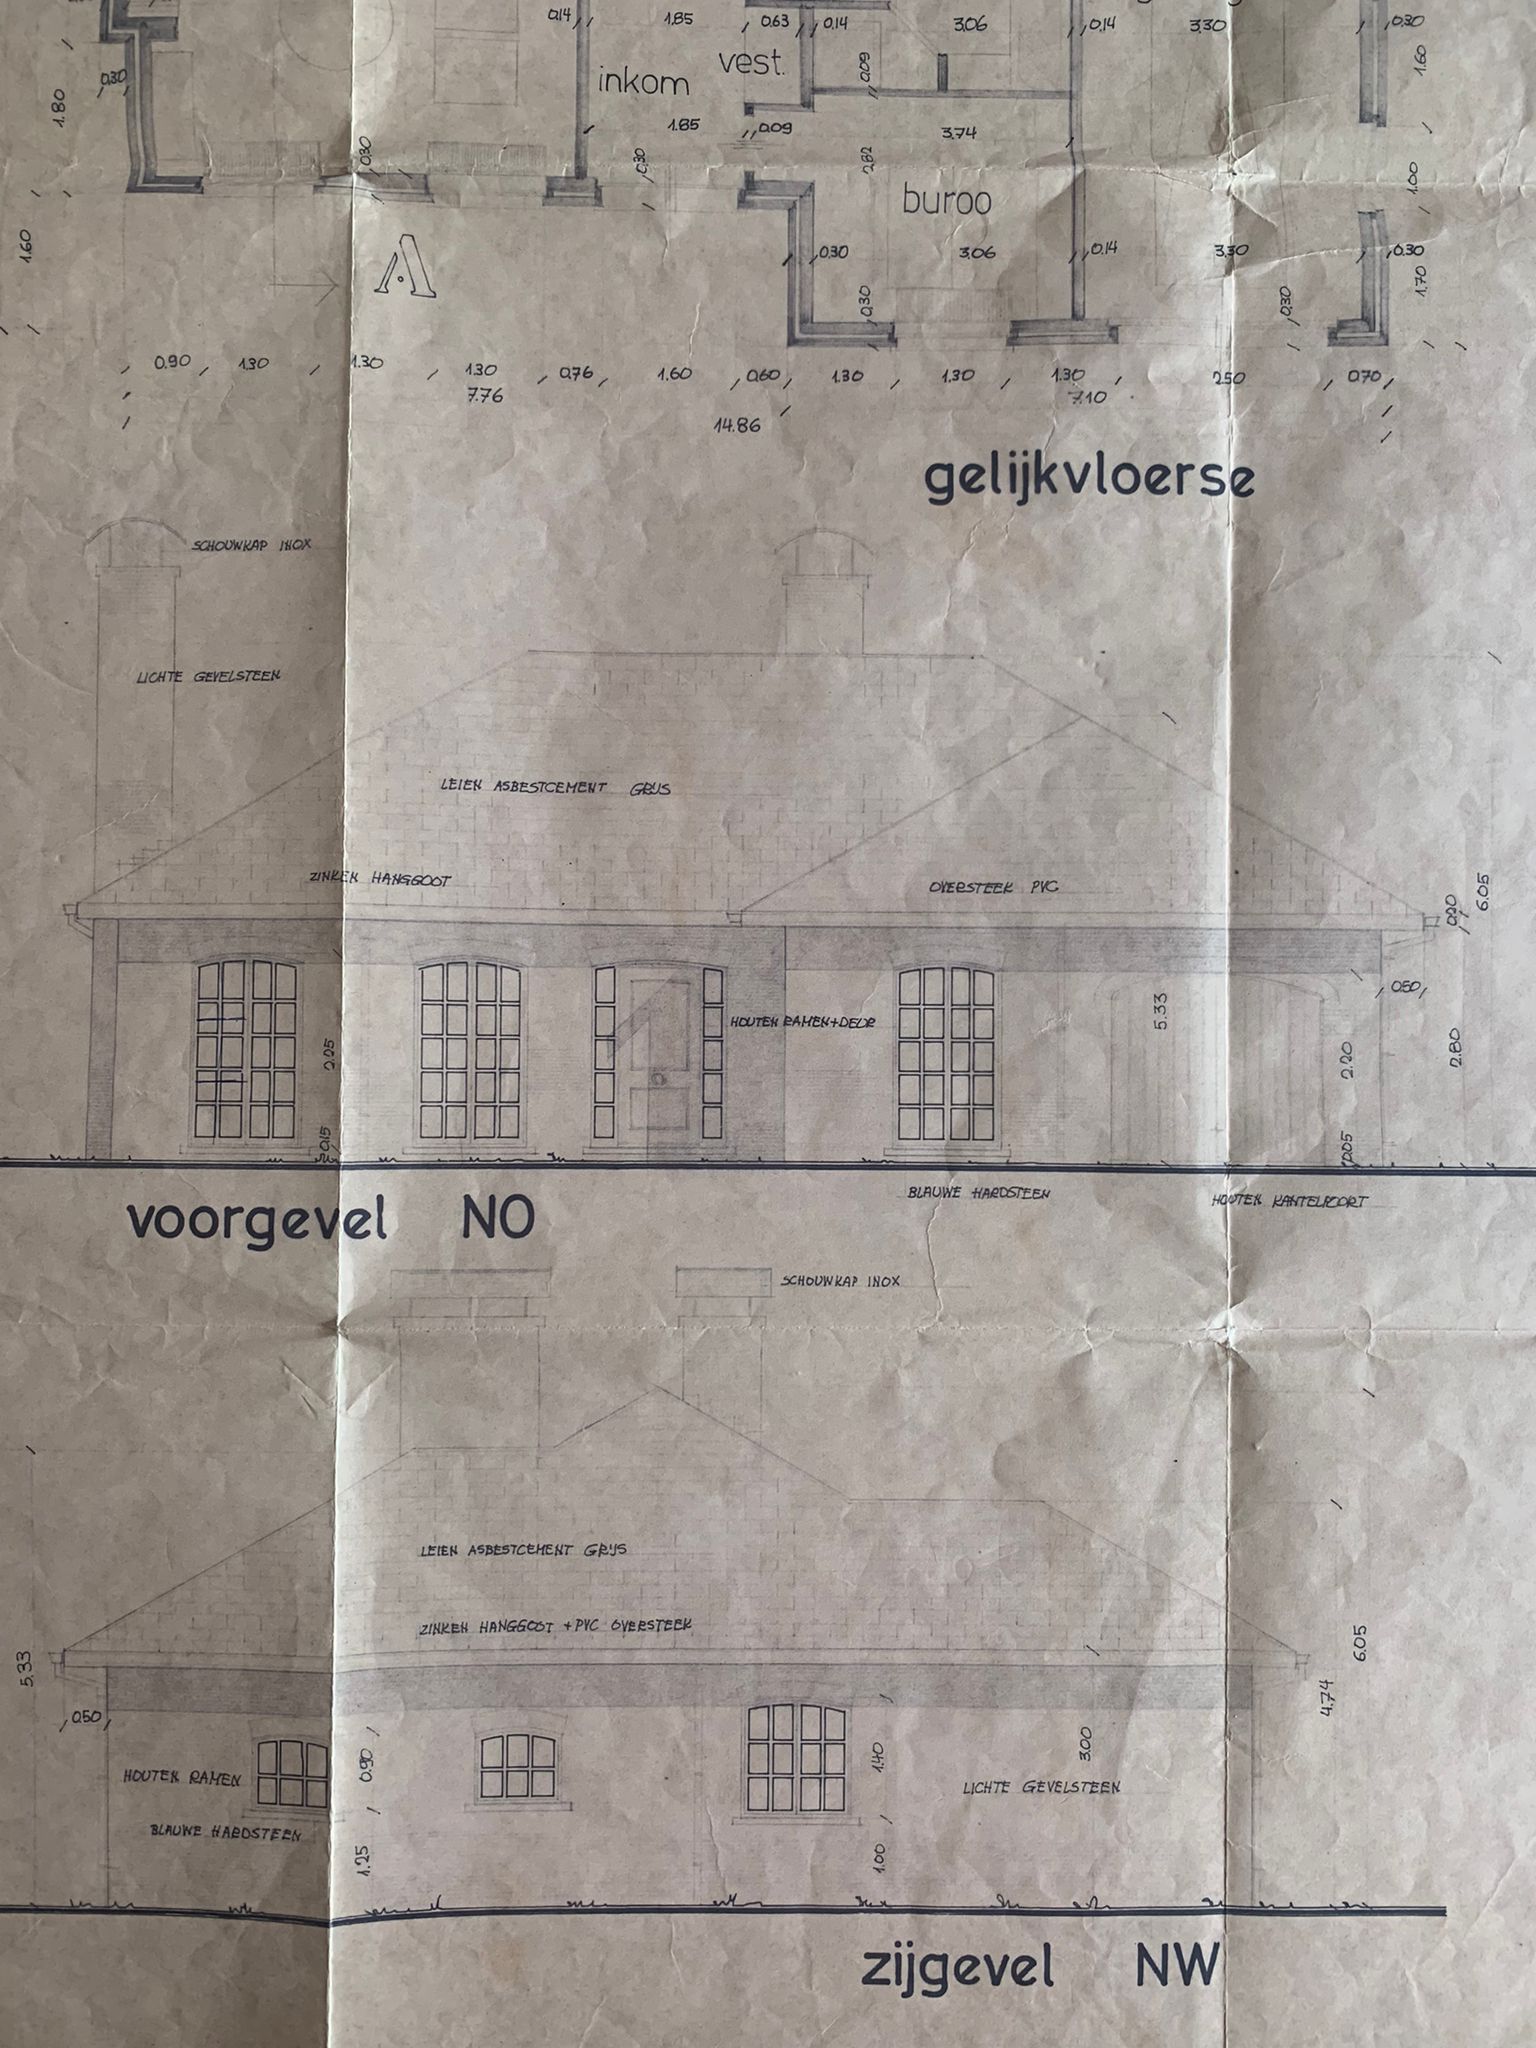 0.14
1.85
0.63
0.14
3.06
0.14
3.30
0.30
vest.
inkom
0.30
1.80
0.09
1.60
1.85
0.09
3.74
0.30
0.30
2.82
1.00
buroo
1.60
0.30
3.06
0.14
3.30
0.30
A
0.30
0.30
1.70
0.90
1.30
1.30
1.30
0.76
1.60
0.60
1.30
1.30
1.30
2.50
0.70
7.76
7.10
14.86
gelijkvloerse
SCHOUWKAP INOX
LICHTE GEVELSTEEN
LEIEN ASBESTCEMENT GRIJS
ZINKEN HANGGOOT
OVERSTEEK PVC
0.20
6.05
0.50
HOUTEN RAMEN+DEUR
5.33
2.25
2.20
2.80
0.15
0.05
BLAUWE HARDSTEEN
HOUTEN KANTELPOORT
voorgevel NO
SCHOUWKAP INOX
LEIEN ASBESTCEMENT GRIJS
ZINKEN HANGGOOT +PVC OVERSTEEK
5.33
6.05
4.74
0.50
0.90
1.40
3.00
HOUTEN RAMEN
LICHTE GEVELSTEEN
BLAUWE HARDSTEEN
1.25
1.00
zijgevel NW